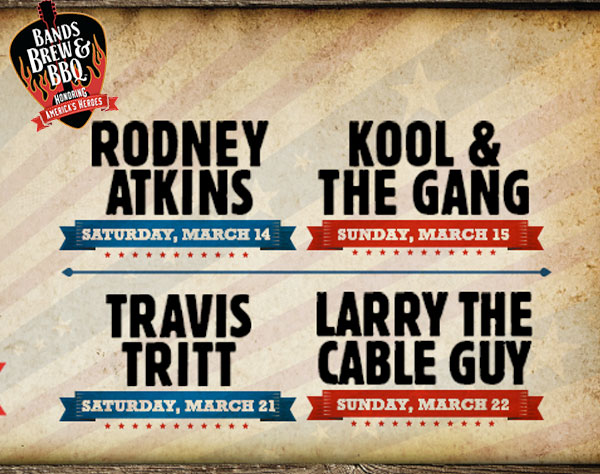 BANDS
BREW &
BBQ
HONORING
AMERICA'S HEROES
RODNEY
ATKINS
SATURDAY, MARCH 14
KOOL &
THE GANG
SUNDAY, MARCH 15
TRAVIS
TRITT
SATURDAY, MARCH 21
LARRY THE
CABLE GUY
SUNDAY, MARCH 22